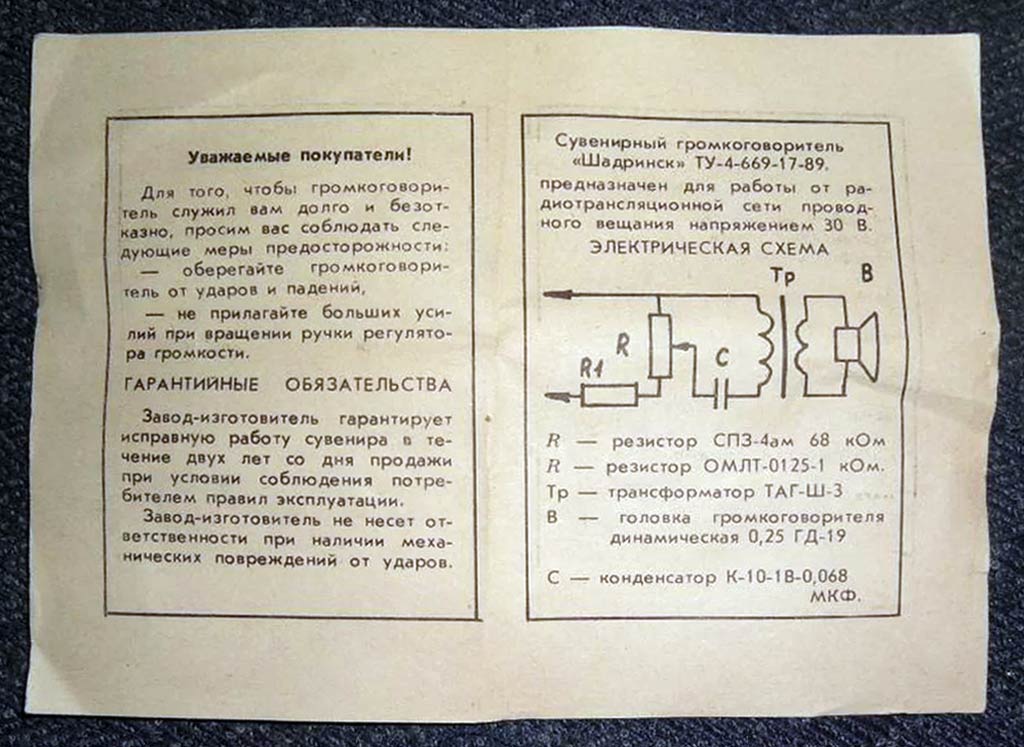 Уважаемые покупатели!
Для того, чтобы громкоговори-
тель служил вам долго и безот-
казно, просим вас соблюдать сле-
дующие меры предосторожности:
— оберегайте громкоговори-
тель от ударов и падений,
— не прилагайте больших уси-
лий при вращении ручки регулято-
ра громкости.
ГАРАНТИЙНЫЕ ОБЯЗАТЕЛЬСТВА
Завод-изготовитель гарантирует
исправную работу сувенира в те-
чение двух лет со дня продажи
при условии соблюдения потре-
бителем правил эксплуатации.
Завод-изготовитель не несет от-
ветственности при наличии меха-
нических повреждений от ударов.
Сувенирный громкоговоритель
«Шадринск» ТУ-4-669-17-89.
предназначен для работы от ра-
диотрансляционной сети провод-
ного вещания напряжением 30 В.
ЭЛЕКТРИЧЕСКАЯ СХЕМА
Тр В
R С
R1
R — резистор СПЗ-4ам 68 кОм
R — резистор ОМЛТ-0125-1 кОм.
Тр — трансформатор ТАГ-Ш-3
В — головка громкоговорителя
динамическая 0,25 ГД-19
С — конденсатор К-10-1В-0,068
МКФ.